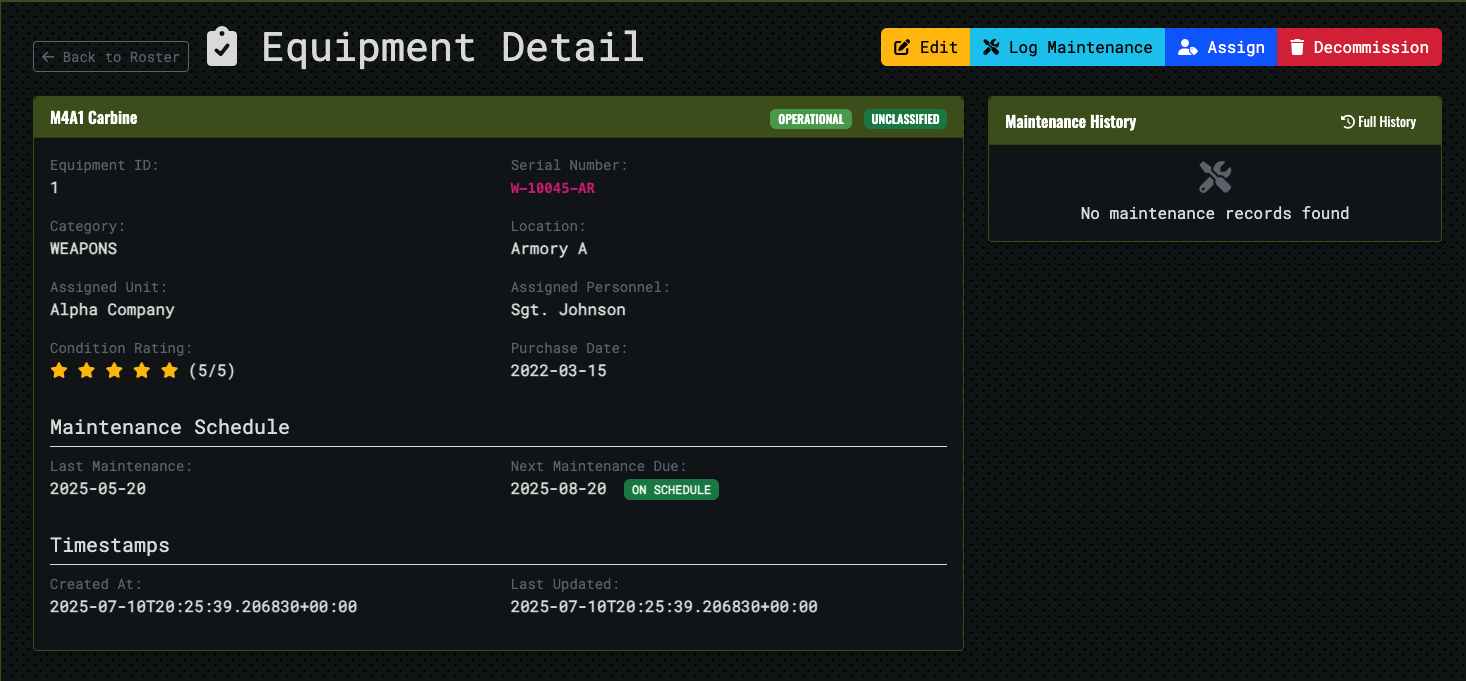 Back to Roster
Equipment Detail
Edit
Log Maintenance
Assign
Decommission
M4A1 Carbine
OPERATIONAL
UNCLASSIFIED
Equipment ID:
1
Serial Number:
W-10045-AR
Category:
WEAPONS
Location:
Armory A
Assigned Unit:
Alpha Company
Assigned Personnel:
Sgt. Johnson
Condition Rating:
(5/5)
Purchase Date:
2022-03-15
Maintenance Schedule
Last Maintenance:
2025-05-20
Next Maintenance Due:
2025-08-20 ON SCHEDULE
Timestamps
Created At:
2025-07-10T20:25:39.206830+00:00
Last Updated:
2025-07-10T20:25:39.206830+00:00
Maintenance History
Full History
No maintenance records found